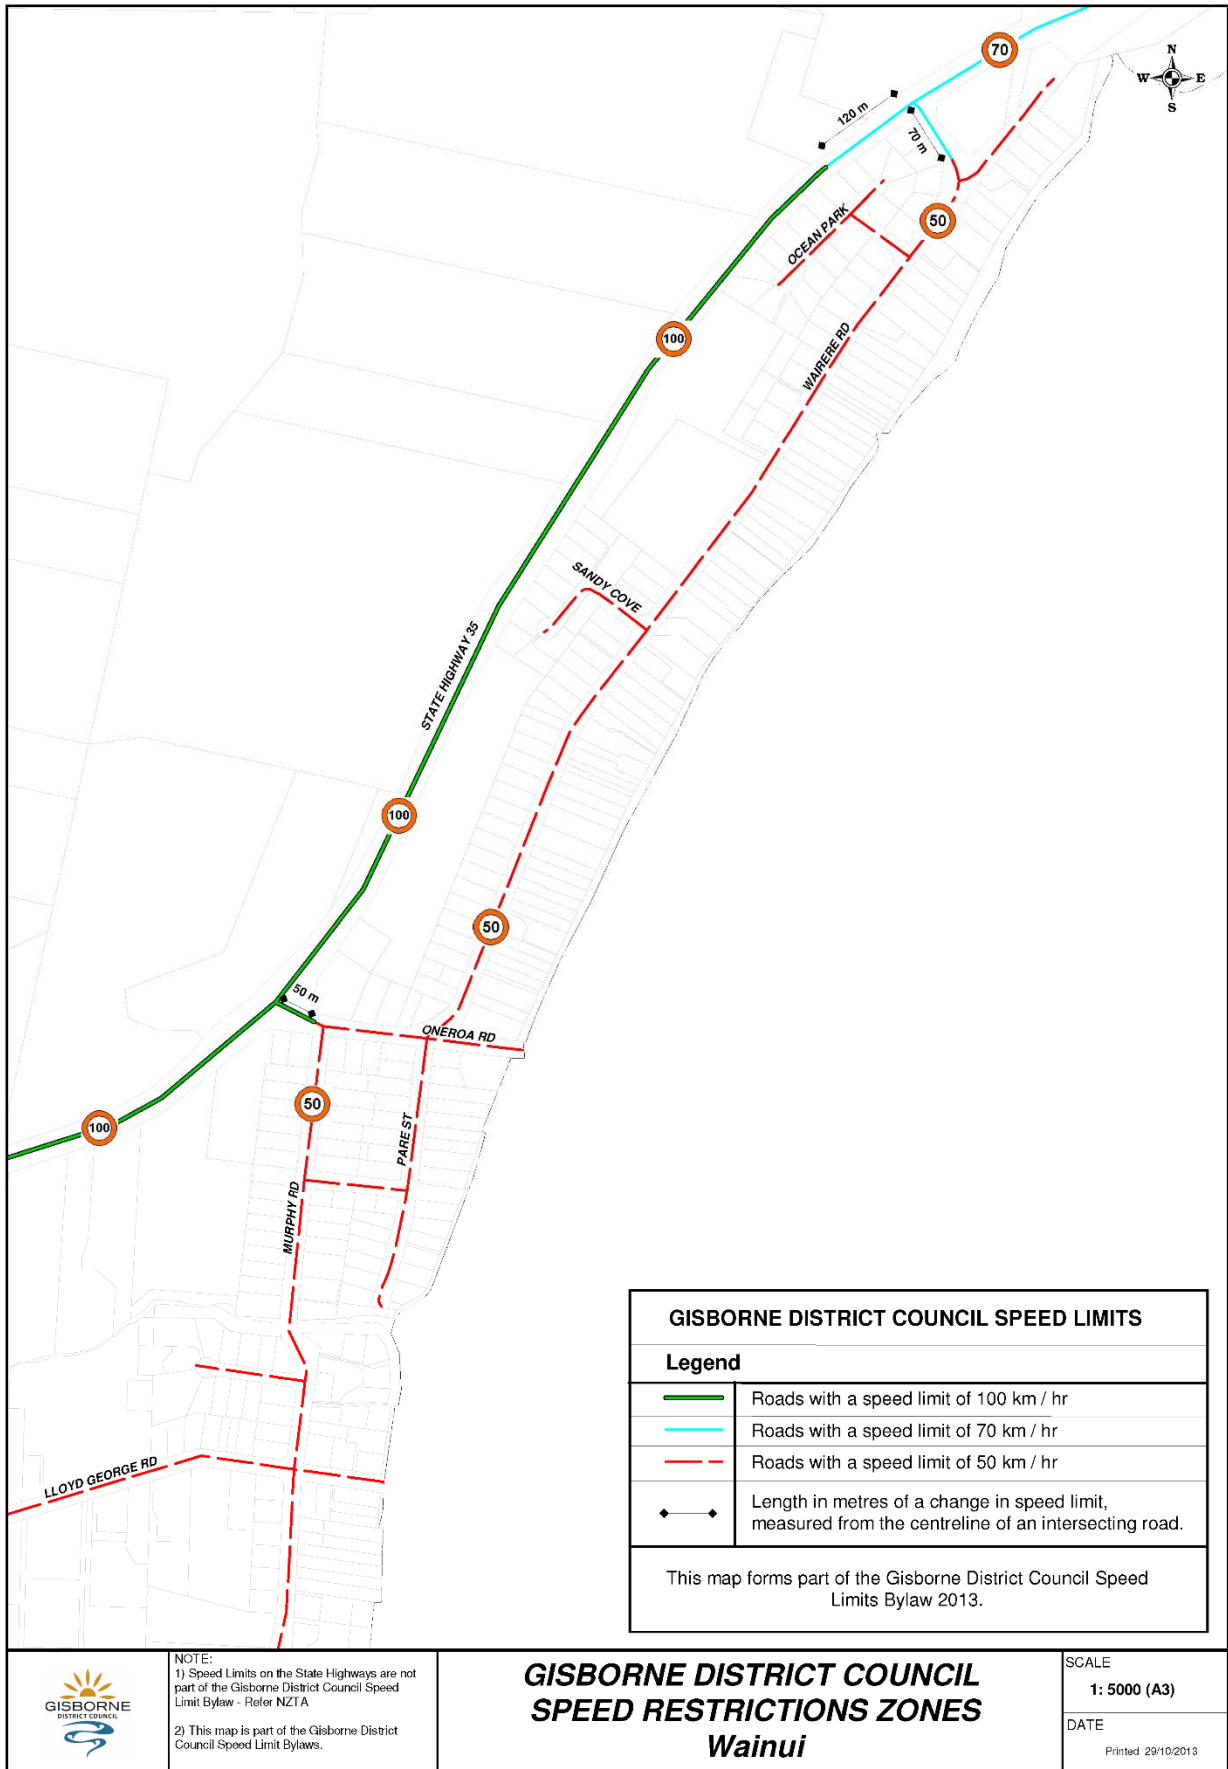 70
N
W E
S
120 m
70 m
50
OCEAN PARK
100
WAIRERE RD
SANDY COVE
STATE HIGHWAY 35
100
50
50 m
ONEROA RD
50
100
PARE ST
MURPHY RD
LLOYD GEORGE RD
GISBORNE DISTRICT COUNCIL SPEED LIMITS
Legend
Roads with a speed limit of 100 km / hr
Roads with a speed limit of 70 km / hr
Roads with a speed limit of 50 km / hr
Length in metres of a change in speed limit,
measured from the centreline of an intersecting road.
This map forms part of the Gisborne District Council Speed
Limits Bylaw 2013.
GISBORNE
DISTRICT COUNCIL
NOTE:
1) Speed Limits on the State Highways are not
part of the Gisborne District Council Speed
Limit Bylaw - Refer NZTA
2) This map is part of the Gisborne District
Council Speed Limit Bylaws.
GISBORNE DISTRICT COUNCIL
SPEED RESTRICTIONS ZONES
Wainui
SCALE
1: 5000 (A3)
DATE
Printed 29/10/2013